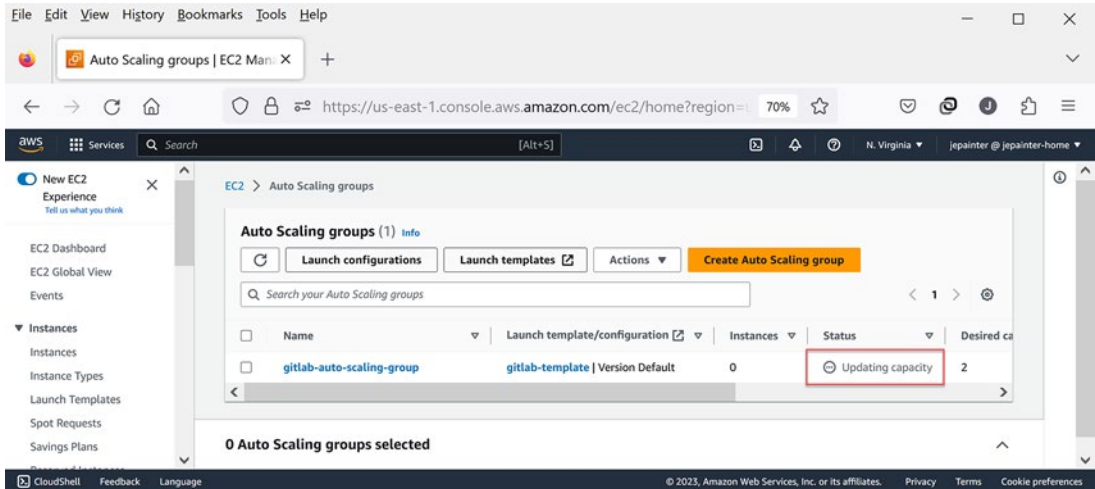 File Edit View History Bookmarks Tools Help
Auto Scaling groups | EC2 Mana
https://us-east-1.console.aws.amazon.com/ec2/home?region=u 70%
aws Services Search [Alt+S] N. Virginia jepainter @ jepainter-home
New EC2
Experience
Tell us what you think
EC2 Dashboard
EC2 Global View
Events
Instances
Instances
Instance Types
Launch Templates
Spot Requests
Savings Plans
Reserved Instances
EC2 > Auto Scaling groups
Auto Scaling groups (1) Info
Launch configurations Launch templates Actions Create Auto Scaling group
Search your Auto Scaling groups 1
Name Launch template/configuration Instances Status Desired ca
gitlab-auto-scaling-group gitlab-template | Version Default 0 Updating capacity 2
0 Auto Scaling groups selected
CloudShell Feedback Language © 2023, Amazon Web Services, Inc. or its affiliates. Privacy Terms Cookie preferences